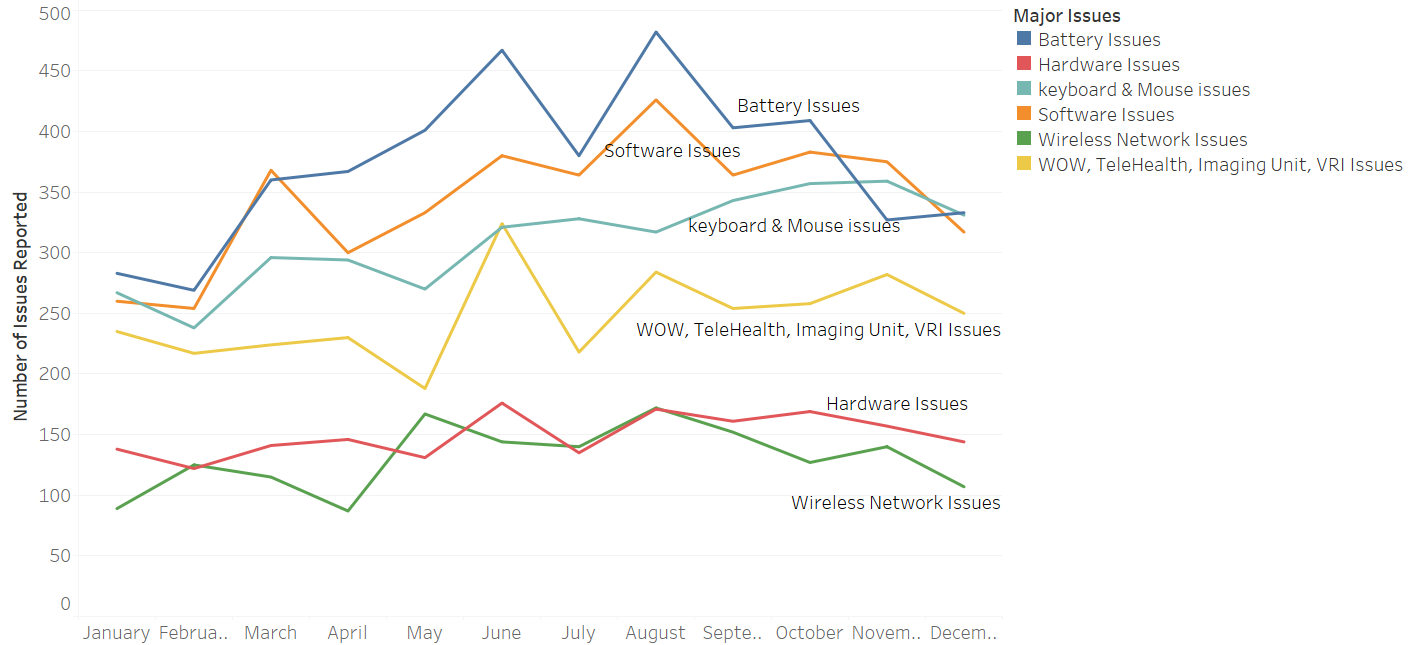 500
450
400
350
300
250
200
150
100
50
0
Number of Issues Reported
Battery Issues
Software Issues
keyboard & Mouse issues
WOW, TeleHealth, Imaging Unit, VRI Issues
Hardware Issues
Wireless Network Issues
January Februa.. March April May June July August Septe.. October Novem.. Decem..
Major Issues
Battery Issues
Hardware Issues
keyboard & Mouse issues
Software Issues
Wireless Network Issues
WOW, TeleHealth, Imaging Unit, VRI Issues